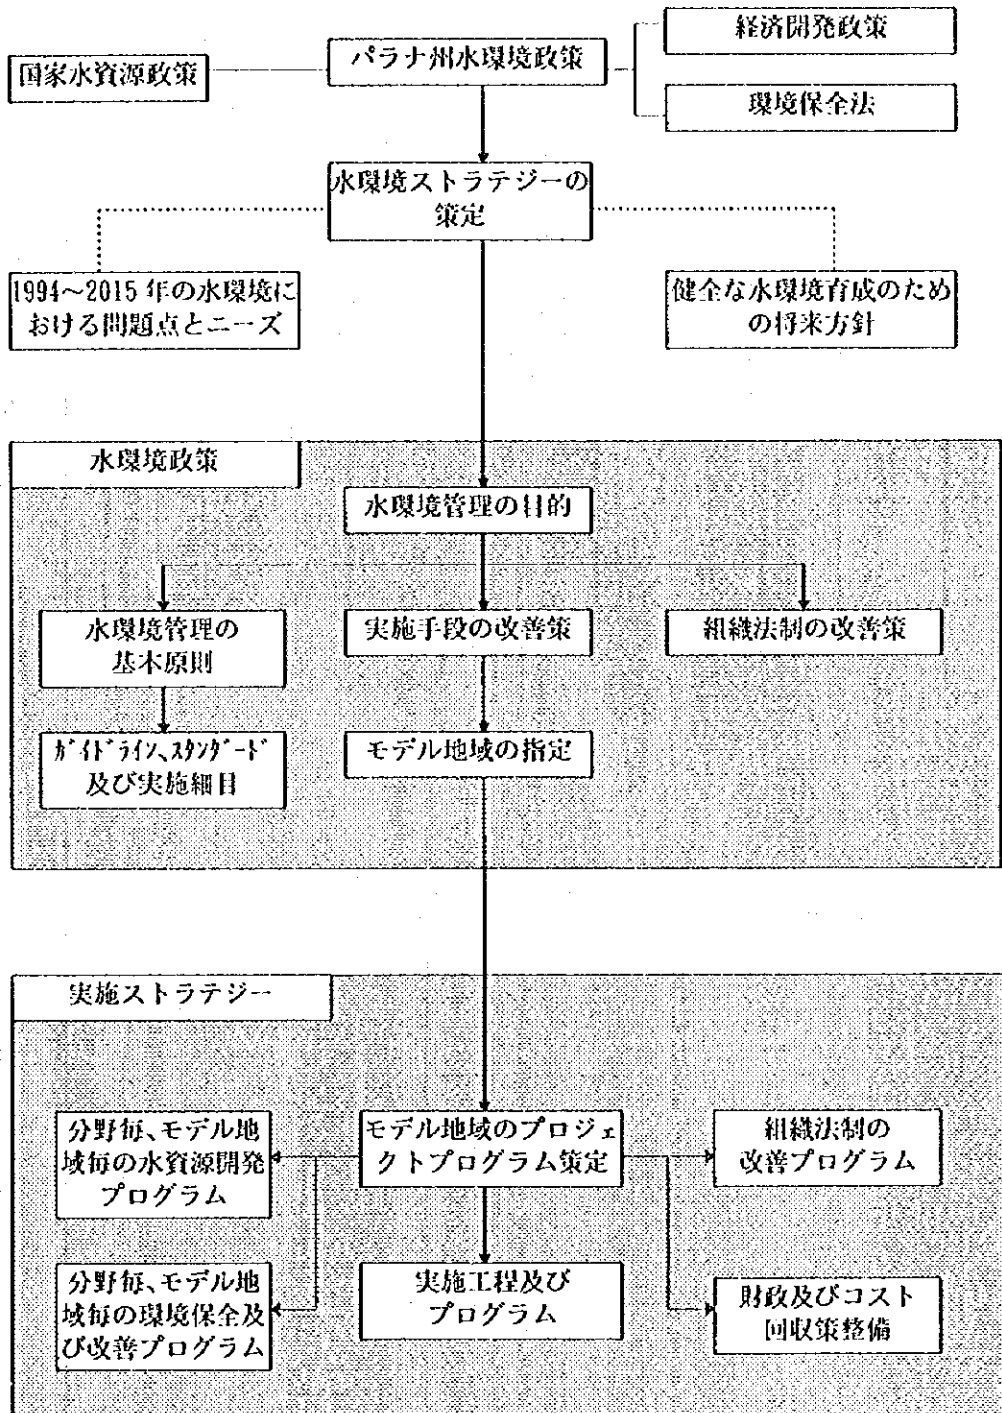 経済開発政策
国家水資源政策
パラナ州水環境政策
環境保全法
水環境ストラテジーの
策定
1994～2015 年の水環境に
おける問題点とニーズ
健全な水環境育成のため
の将来方針
水環境政策
水環境管理の目的
水環境管理の
基本原則
実施手段の改善策
組織法制の改善策
ｶﾞｲﾄﾞﾗｲﾝ､ｽﾀﾝﾀﾞｰﾄﾞ
及び実施細目
モデル地域の指定
実施ストラテジー
分野毎、モデル地
域毎の水資源開発
プログラム
モデル地域のプロジェ
クトプログラム策定
組織法制の
改善プログラム
分野毎、モデル地
域毎の環境保全及
び改善プログラム
実施工程及び
プログラム
財政及びコスト
回収策整備